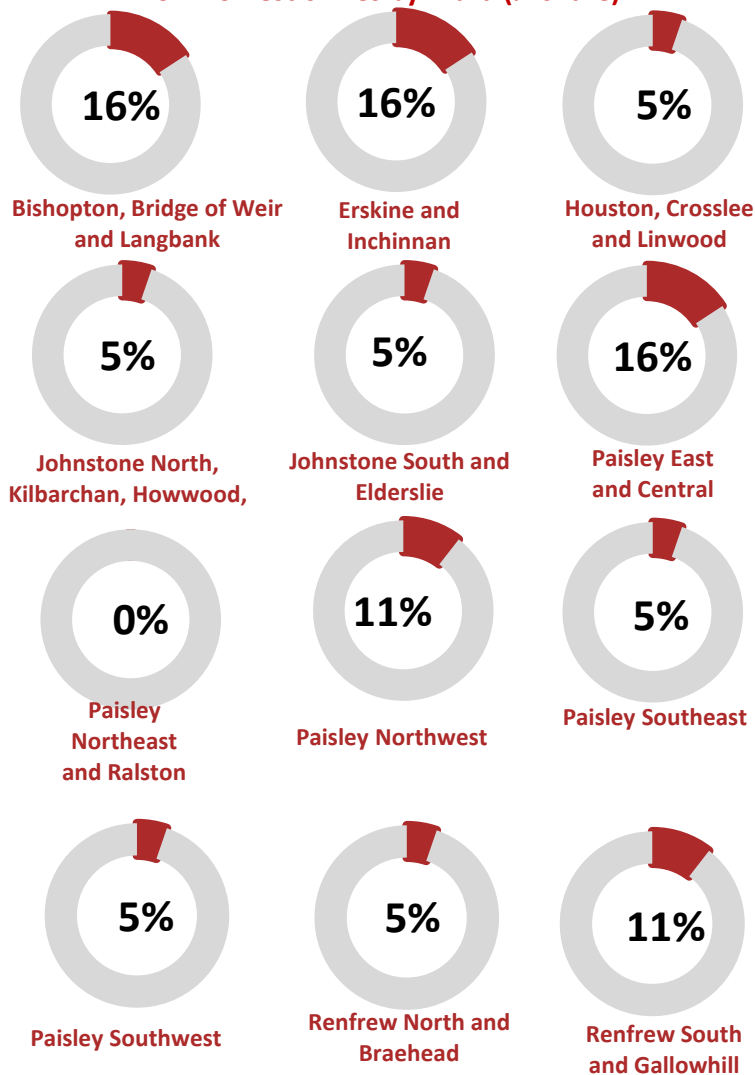 by
16%
16%
5%
Bishopton, Bridge of Weir
and Langbank
Erskine and
Inchinnan
Houston, Crosslee
and Linwood
5%
5%
16%
Johnstone North,
Kilbarchan, Howwood,
Johnstone South and
Elderslie
Paisley East
and Central
0%
11%
5%
Paisley
Northeast
and Ralston
Paisley Northwest
Paisley Southeast
5%
5%
11%
Paisley Southwest
Renfrew North and
Braehead
Renfrew South
and Gallowhill